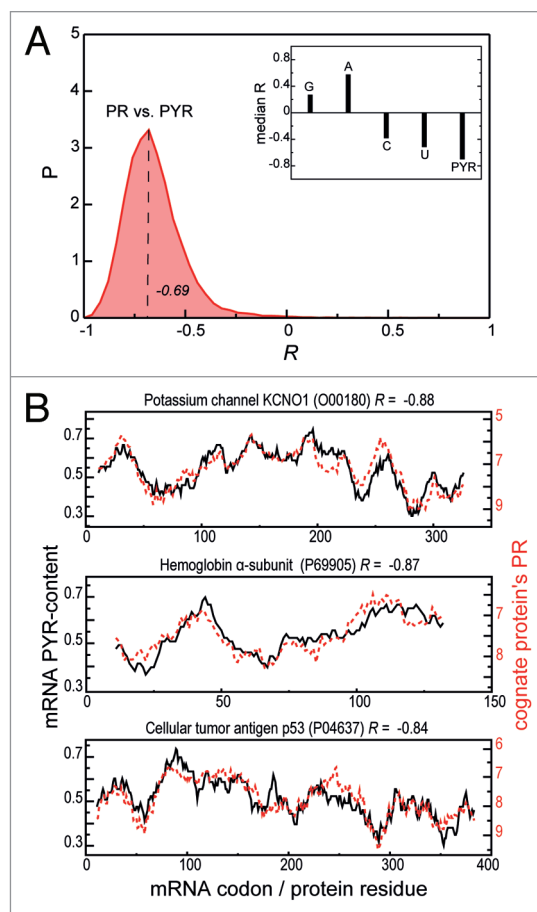 A
5
4
3
2
1
0
P
PR vs. PYR
-0.69
-1
-0.5
0
0.5
1
R
0.8
0.4
0
-0.4
-0.8
median R
G
A
C
U
PYR
B
Potassium channel KCNO1 (O00180) R = -0.88
0.7
0.5
0.3
5
7
9
0
100
200
300
Hemoglobin α-subunit (P69905) R = -0.87
0.7
0.5
0.3
7
8
0
50
100
150
Cellular tumor antigen p53 (P04637) R = -0.84
0.7
0.5
0.3
6
7
8
9
0
100
200
300
400
mRNA PYR-content
cognate protein's PR
mRNA codon / protein residue